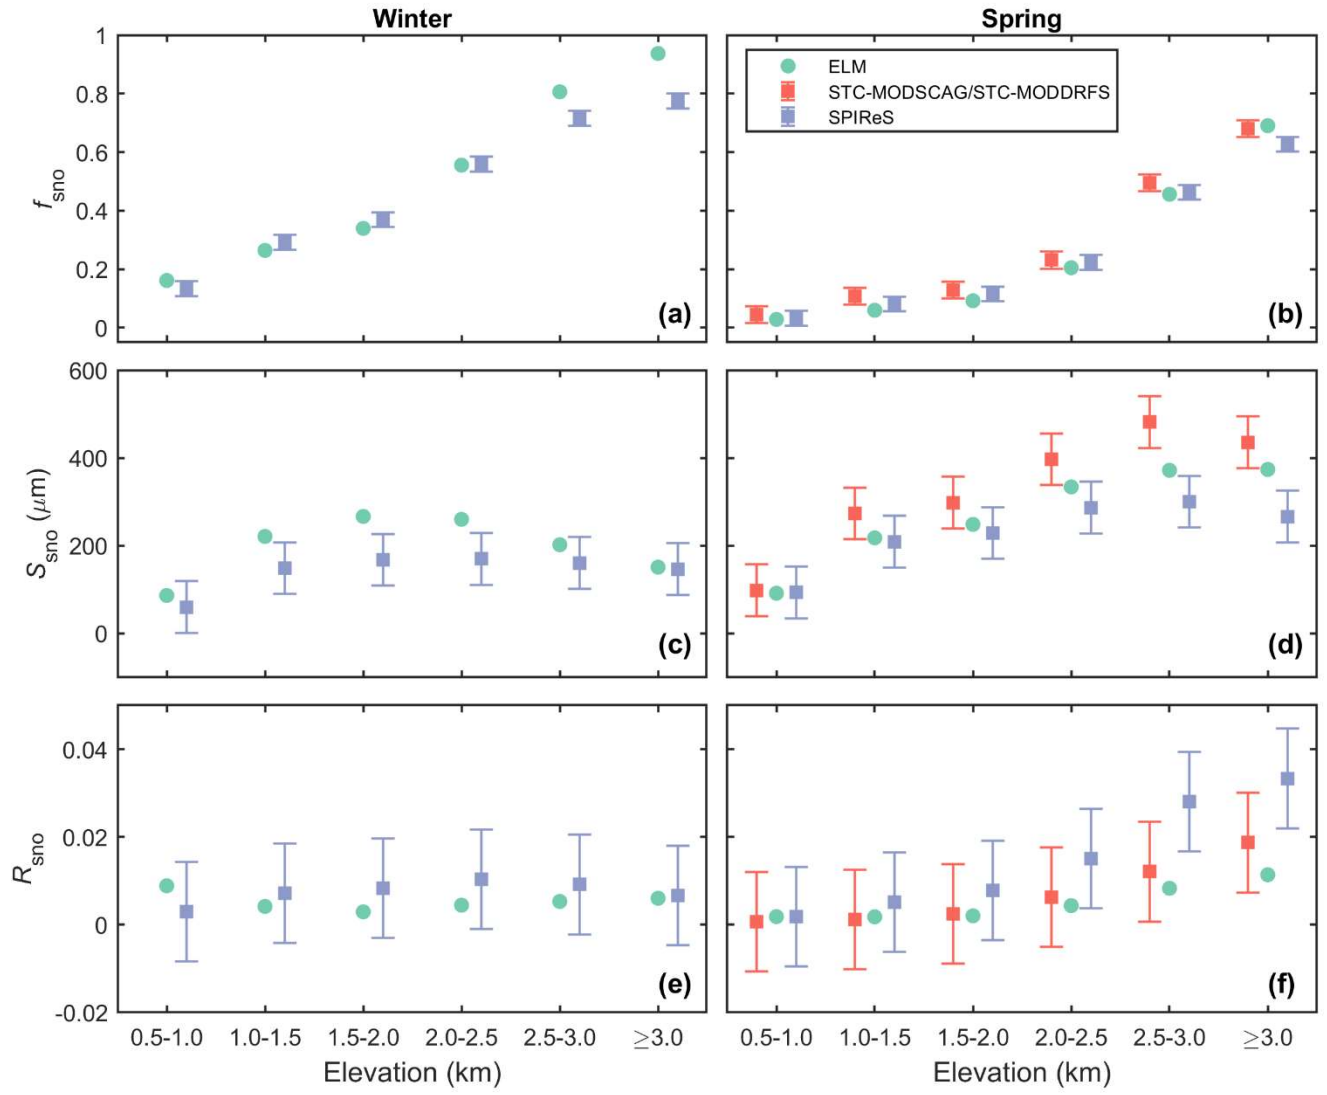 Winter
Spring
1
0.8
0.6
0.4
0.2
0
fsno
(a)
ELM
STC-MODSCAG/STC-MODDRFS
SPIReS
(b)
600
400
200
0
Ssno (μm)
(c)
(d)
0.04
0.02
0
-0.02
Rsno
(e)
(f)
0.5-1.0 1.0-1.5 1.5-2.0 2.0-2.5 2.5-3.0 ≥3.0
0.5-1.0 1.0-1.5 1.5-2.0 2.0-2.5 2.5-3.0 ≥3.0
Elevation (km)
Elevation (km)